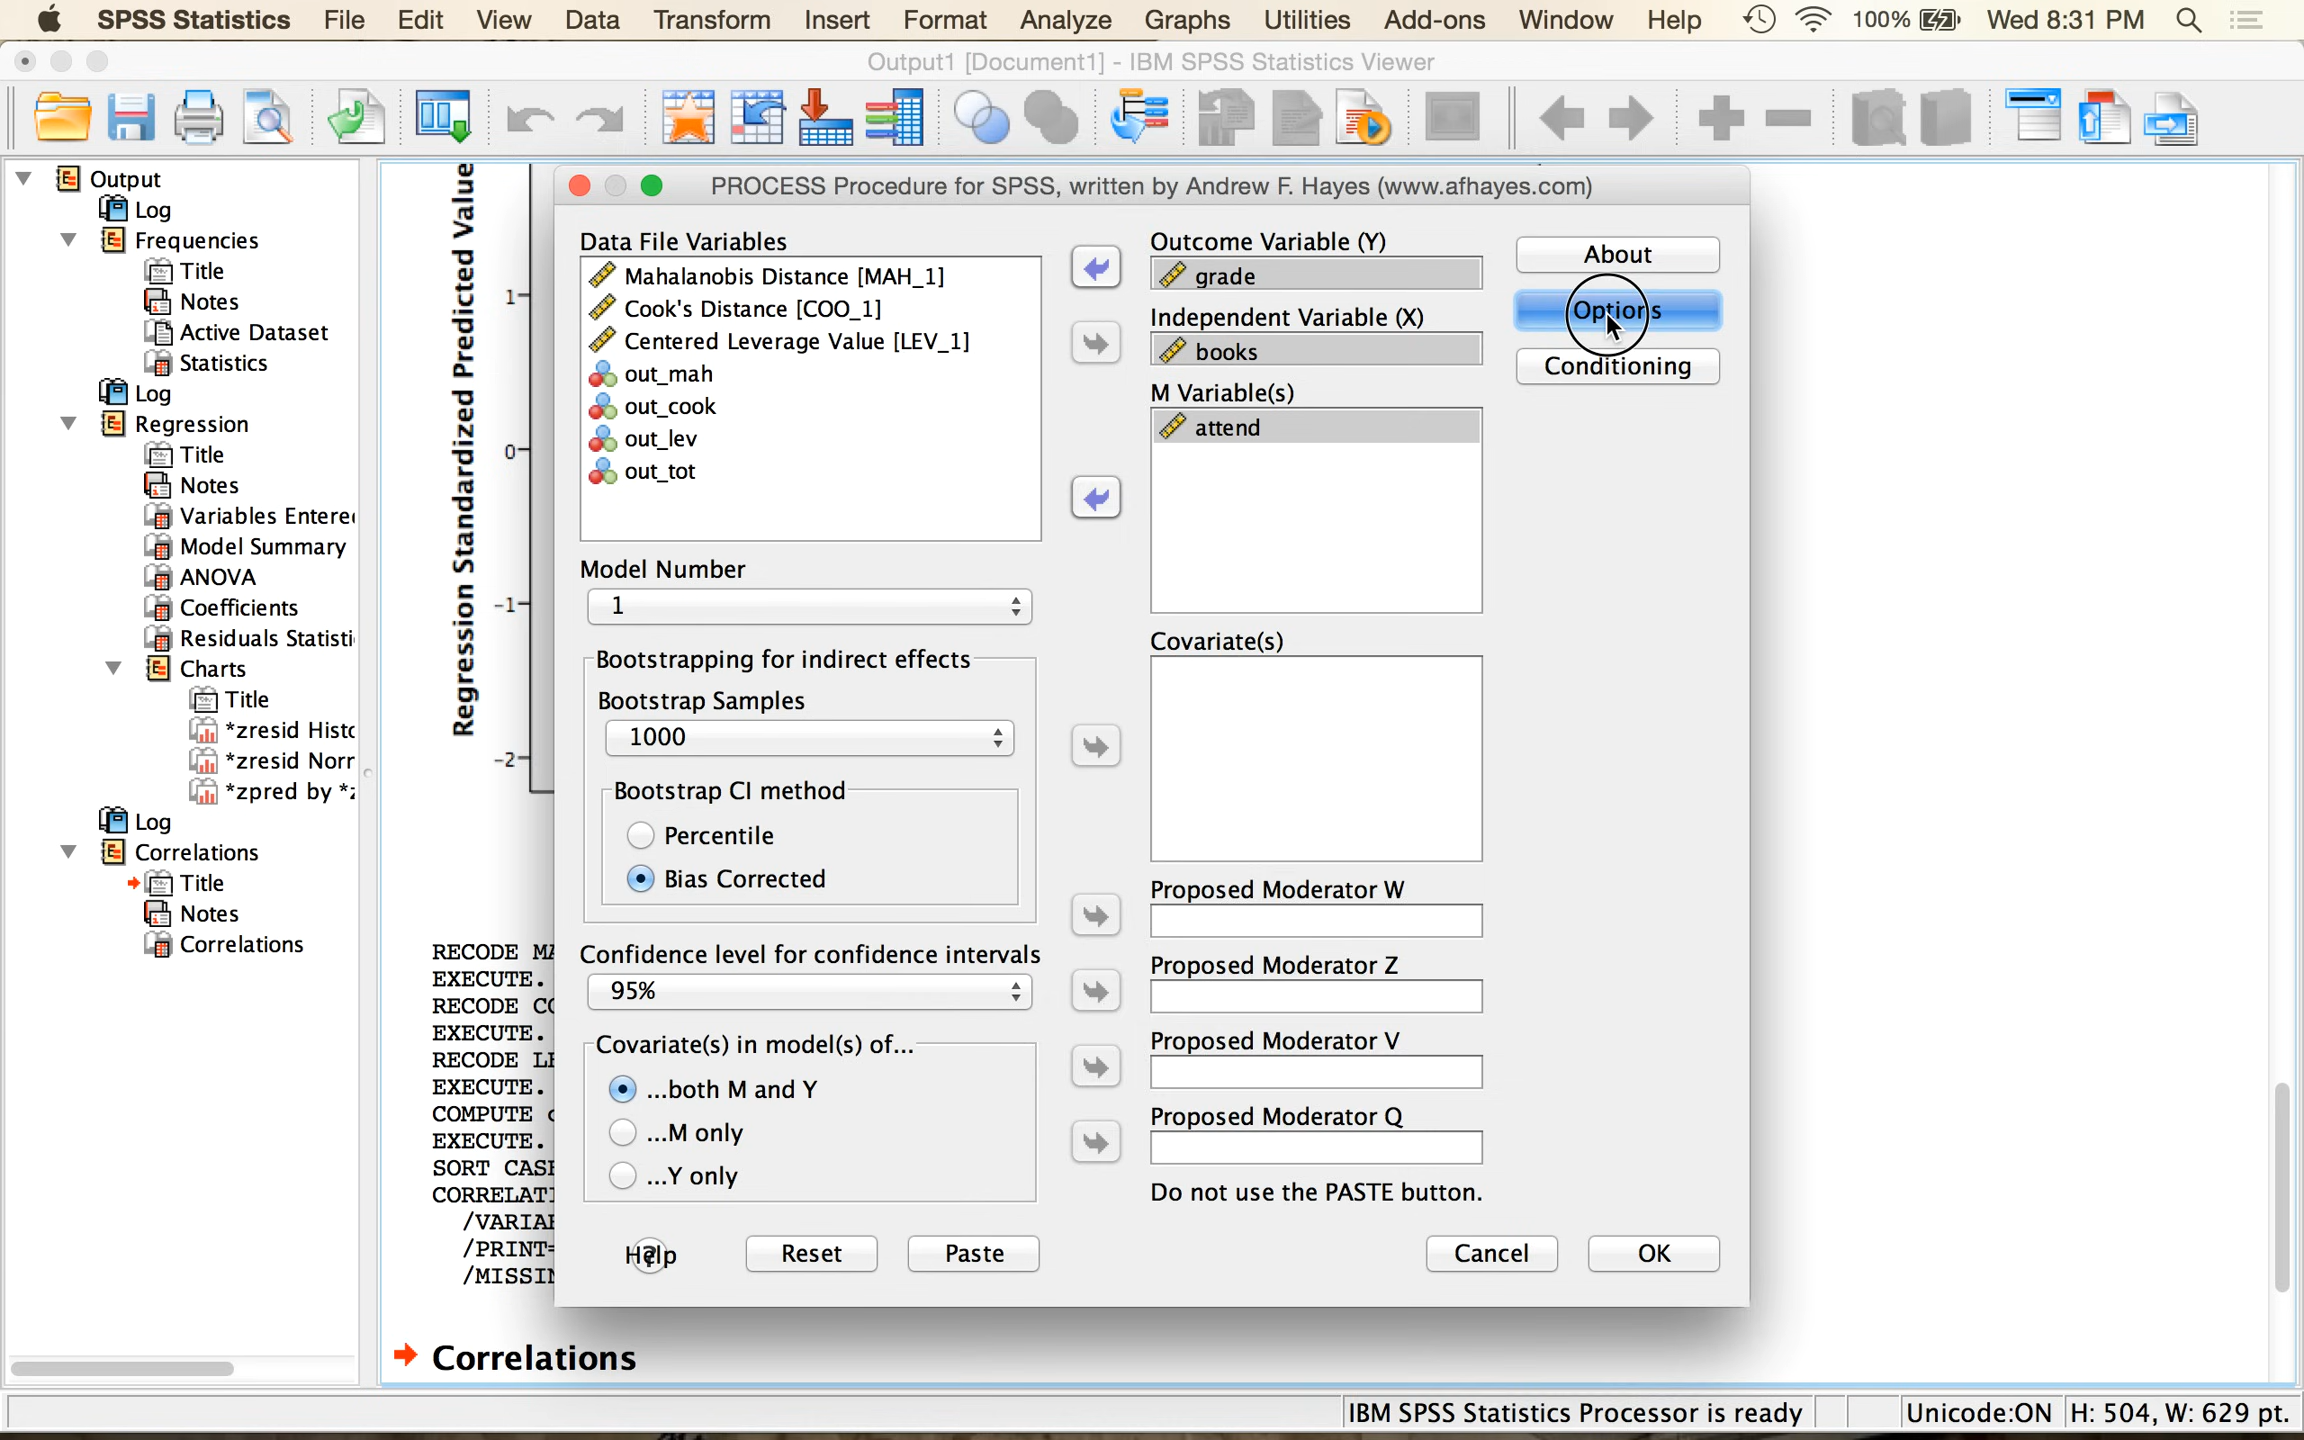 SPSS Statistics File Edit View Data Transform Insert Format Analyze Graphs Utilities Add-ons Window Help 100% Wed 8:31 PM
Output1 [Document1] - IBM SPSS Statistics Viewer
Output
Log
Frequencies
Title
Notes
Active Dataset
Statistics
Log
Regression
Title
Notes
Variables Entere
Model Summary
ANOVA
Coefficients
Residuals Statisti
Charts
Title
*zresid Histo
*zresid Norr
*zpred by *z
Log
Correlations
Title
Notes
Correlations
Regression Standardized Predicted Value
1
0
-1
-2
RECODE MA
EXECUTE.
RECODE CO
EXECUTE.
RECODE LE
EXECUTE.
COMPUTE
EXECUTE.
SORT CASE
CORRELATI
/VARIAB
/PRINT=
/MISSIN
Correlations
PROCESS Procedure for SPSS, written by Andrew F. Hayes (www.afhayes.com)
Data File Variables
Mahalanobis Distance [MAH_1]
Cook's Distance [COO_1]
Centered Leverage Value [LEV_1]
out_mah
out_cook
out_lev
out_tot
Model Number
1
Bootstrapping for indirect effects
Bootstrap Samples
1000
Bootstrap CI method
Percentile
Bias Corrected
Confidence level for confidence intervals
95%
Covariate(s) in model(s) of...
...both M and Y
...M only
...Y only
Outcome Variable (Y)
grade
Independent Variable (X)
books
M Variable(s)
attend
Covariate(s)
Proposed Moderator W
Proposed Moderator Z
Proposed Moderator V
Proposed Moderator Q
Do not use the PASTE button.
About
Options
Conditioning
Help ? Reset Paste Cancel OK
IBM SPSS Statistics Processor is ready Unicode:ON H: 504, W: 629 pt.